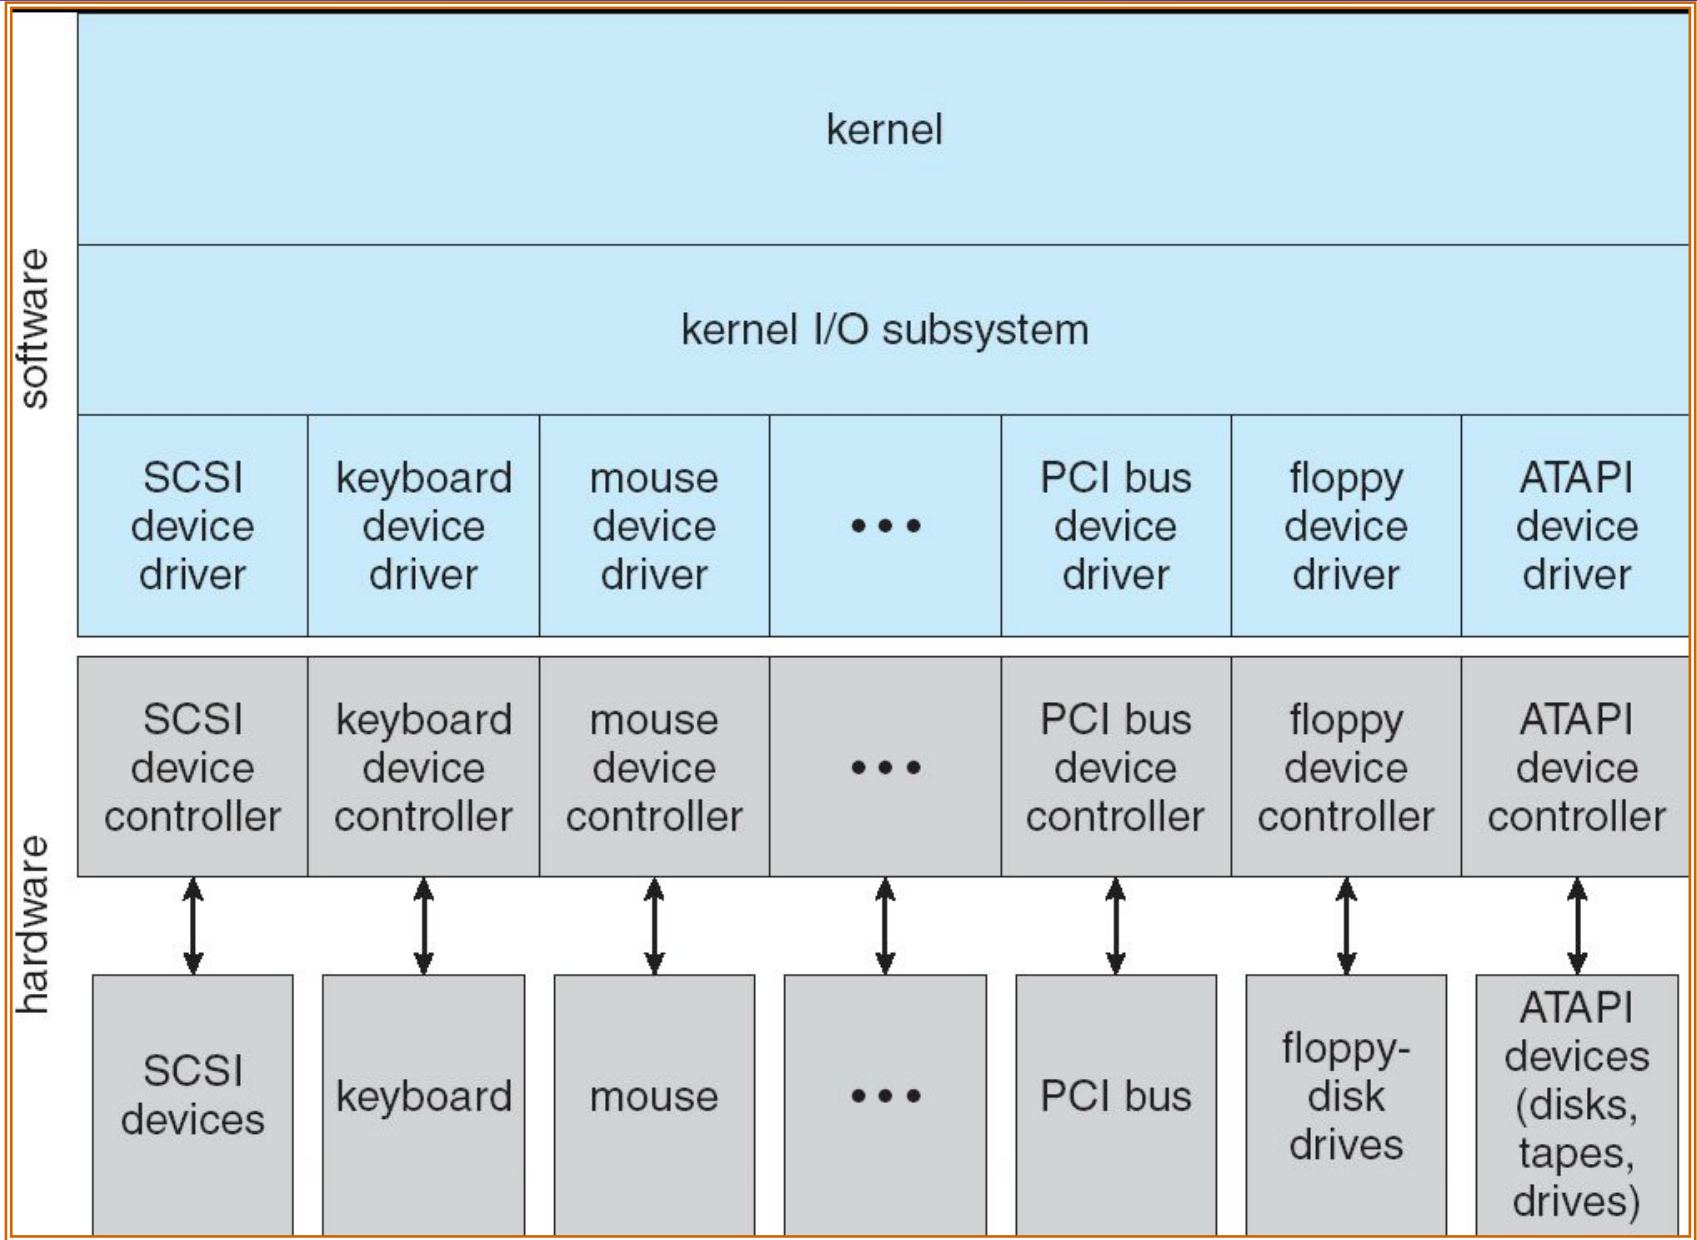 software
kernel
kernel I/O subsystem
SCSI
device
driver
keyboard
device
driver
mouse
device
driver
•••
PCI bus
device
driver
floppy
device
driver
ATAPI
device
driver
hardware
SCSI
device
controller
keyboard
device
controller
mouse
device
controller
•••
PCI bus
device
controller
floppy
device
controller
ATAPI
device
controller
SCSI
devices
keyboard
mouse
•••
PCI bus
floppy-
disk
drives
ATAPI
devices
(disks,
tapes,
drives)